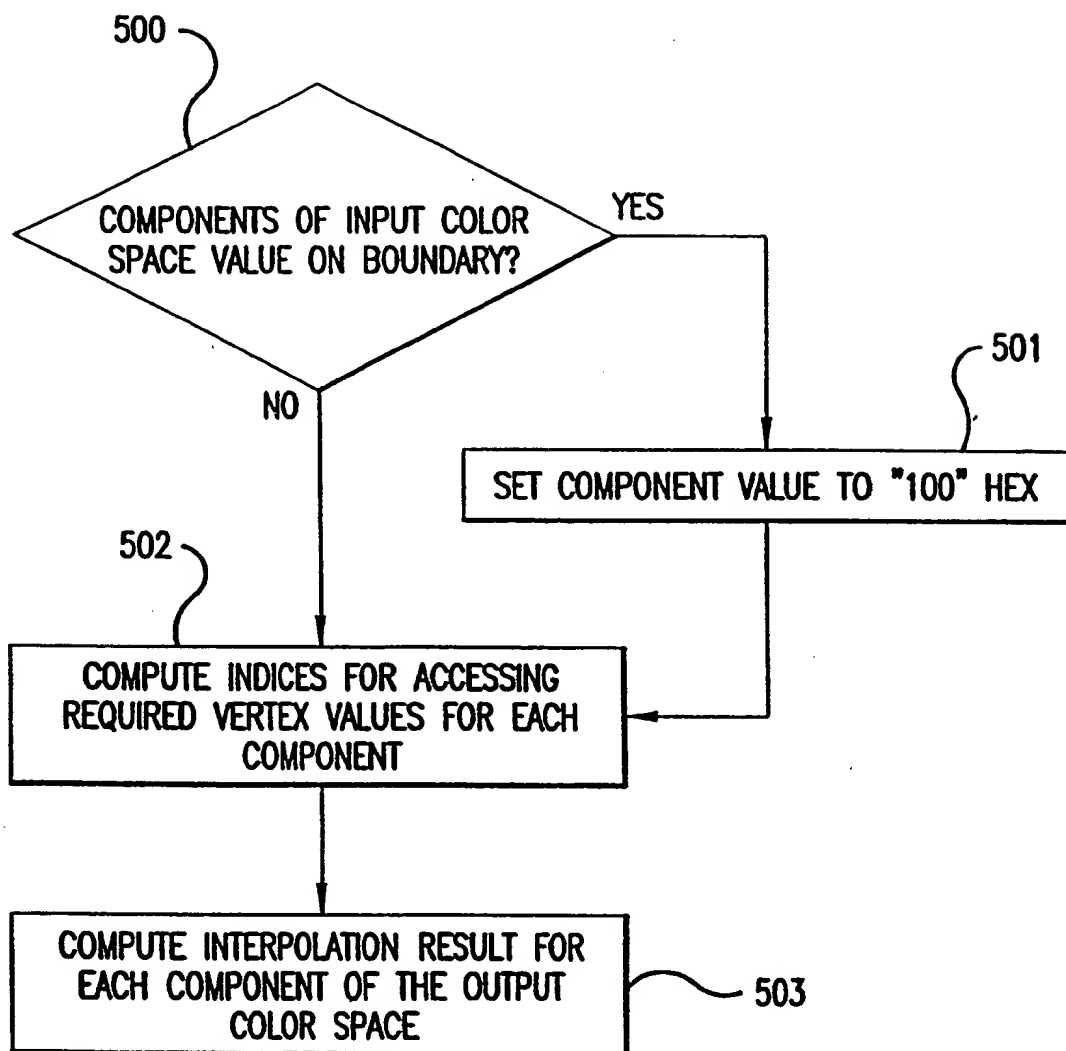 500
COMPONENTS OF INPUT COLOR
SPACE VALUE ON BOUNDARY?
YES
NO
501
SET COMPONENT VALUE TO "100" HEX
502
COMPUTE INDICES FOR ACCESSING
REQUIRED VERTEX VALUES FOR EACH
COMPONENT
COMPUTE INTERPOLATION RESULT FOR
EACH COMPONENT OF THE OUTPUT
COLOR SPACE
503